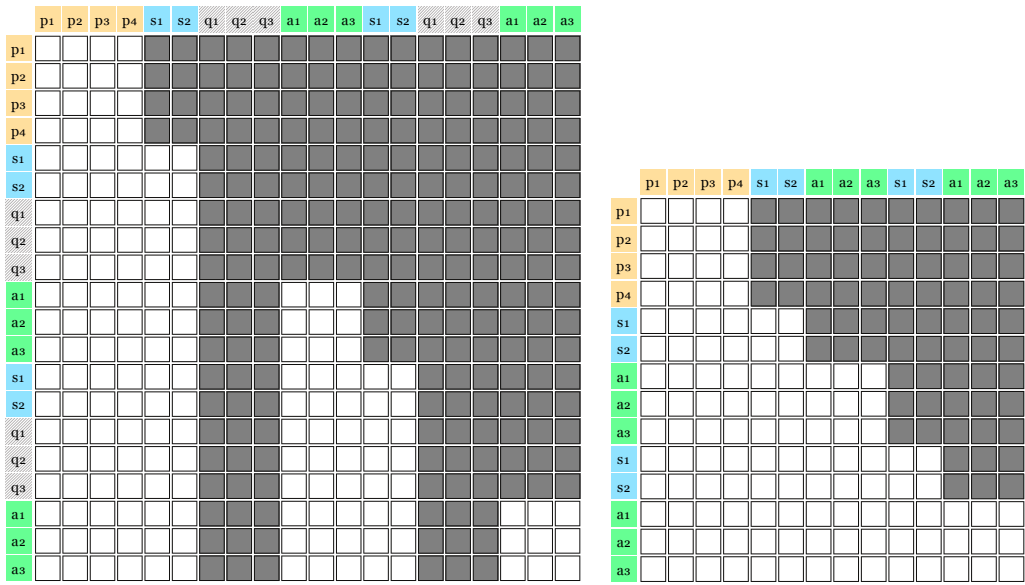 p1 p2 p3 p4 s1 s2 q1 q2 q3 a1 a2 a3 s1 s2 q1 q2 q3 a1 a2 a3
p1
p2
p3
p4
s1
s2
q1
q2
q3
a1
a2
a3
s1
s2
q1
q2
q3
a1
a2
a3
p1 p2 p3 p4 s1 s2 a1 a2 a3 s1 s2 a1 a2 a3
p1
p2
p3
p4
s1
s2
a1
a2
a3
s1
s2
a1
a2
a3